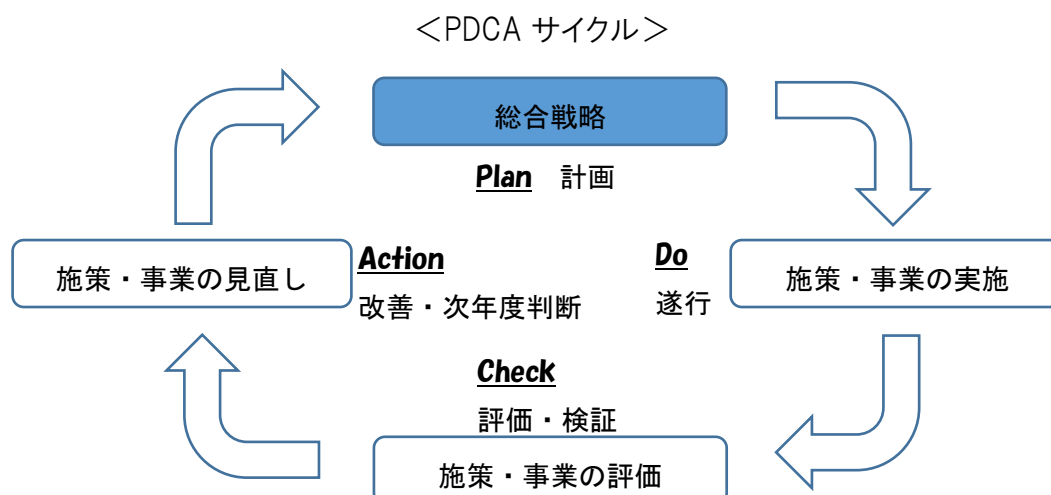 ＜PDCA サイクル＞
総合戦略
Plan　計画
Action
Do
施策・事業の見直し
施策・事業の実施
改善・次年度判断
遂行
Check
評価・検証
施策・事業の評価